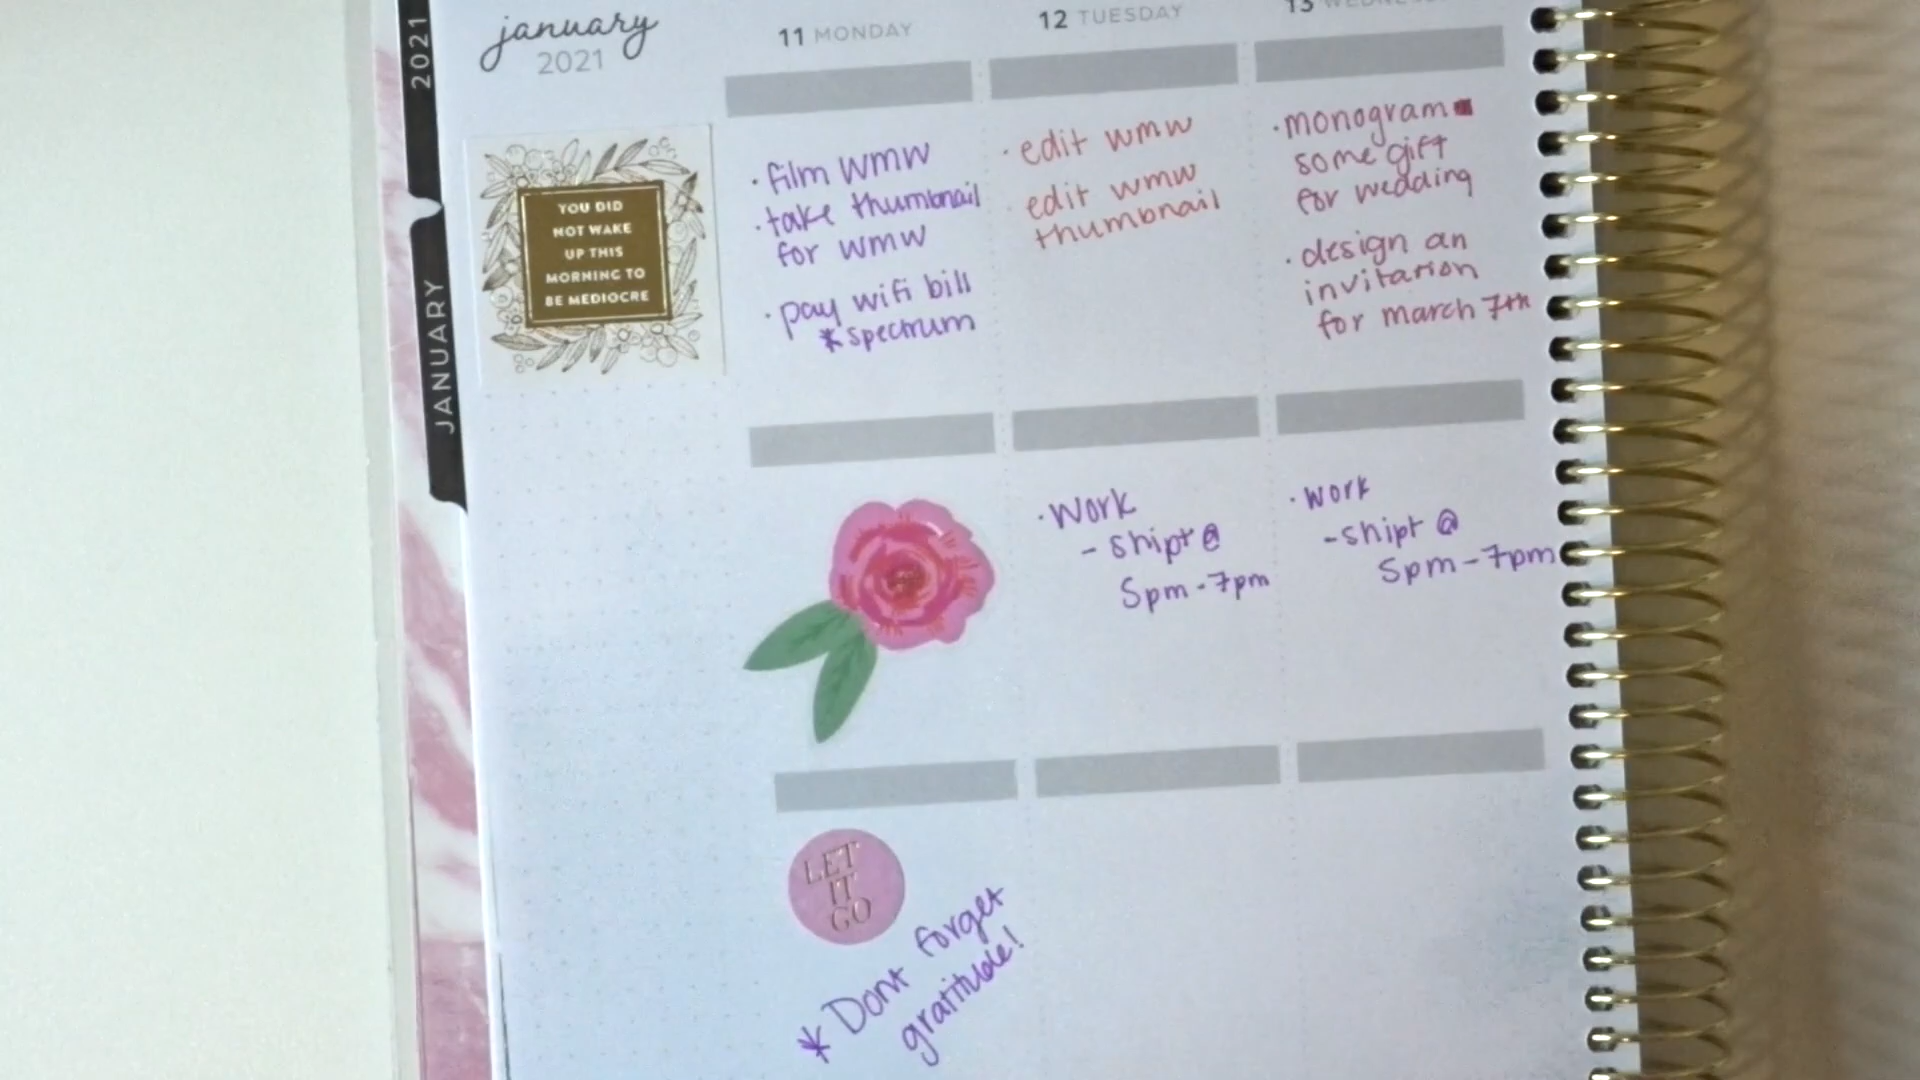 2021
JANUARY
january
2021
11 MONDAY
12 TUESDAY
13 WEDNES
YOU DID
NOT WAKE
UP THIS
MORNING TO
BE MEDIOCRE
· film wmw
· take thumbnail
for wmw
· pay wifi bill
* spectrum
· edit wmw
· edit wmw
thumbnail
· monogram
some gift
for wedding
· design an
invitation
for march 7th
· work
- shipt @
5pm - 7pm
· work
- shipt @
5pm - 7pm
LET
IT
GO
* Dont forget
gratitude!